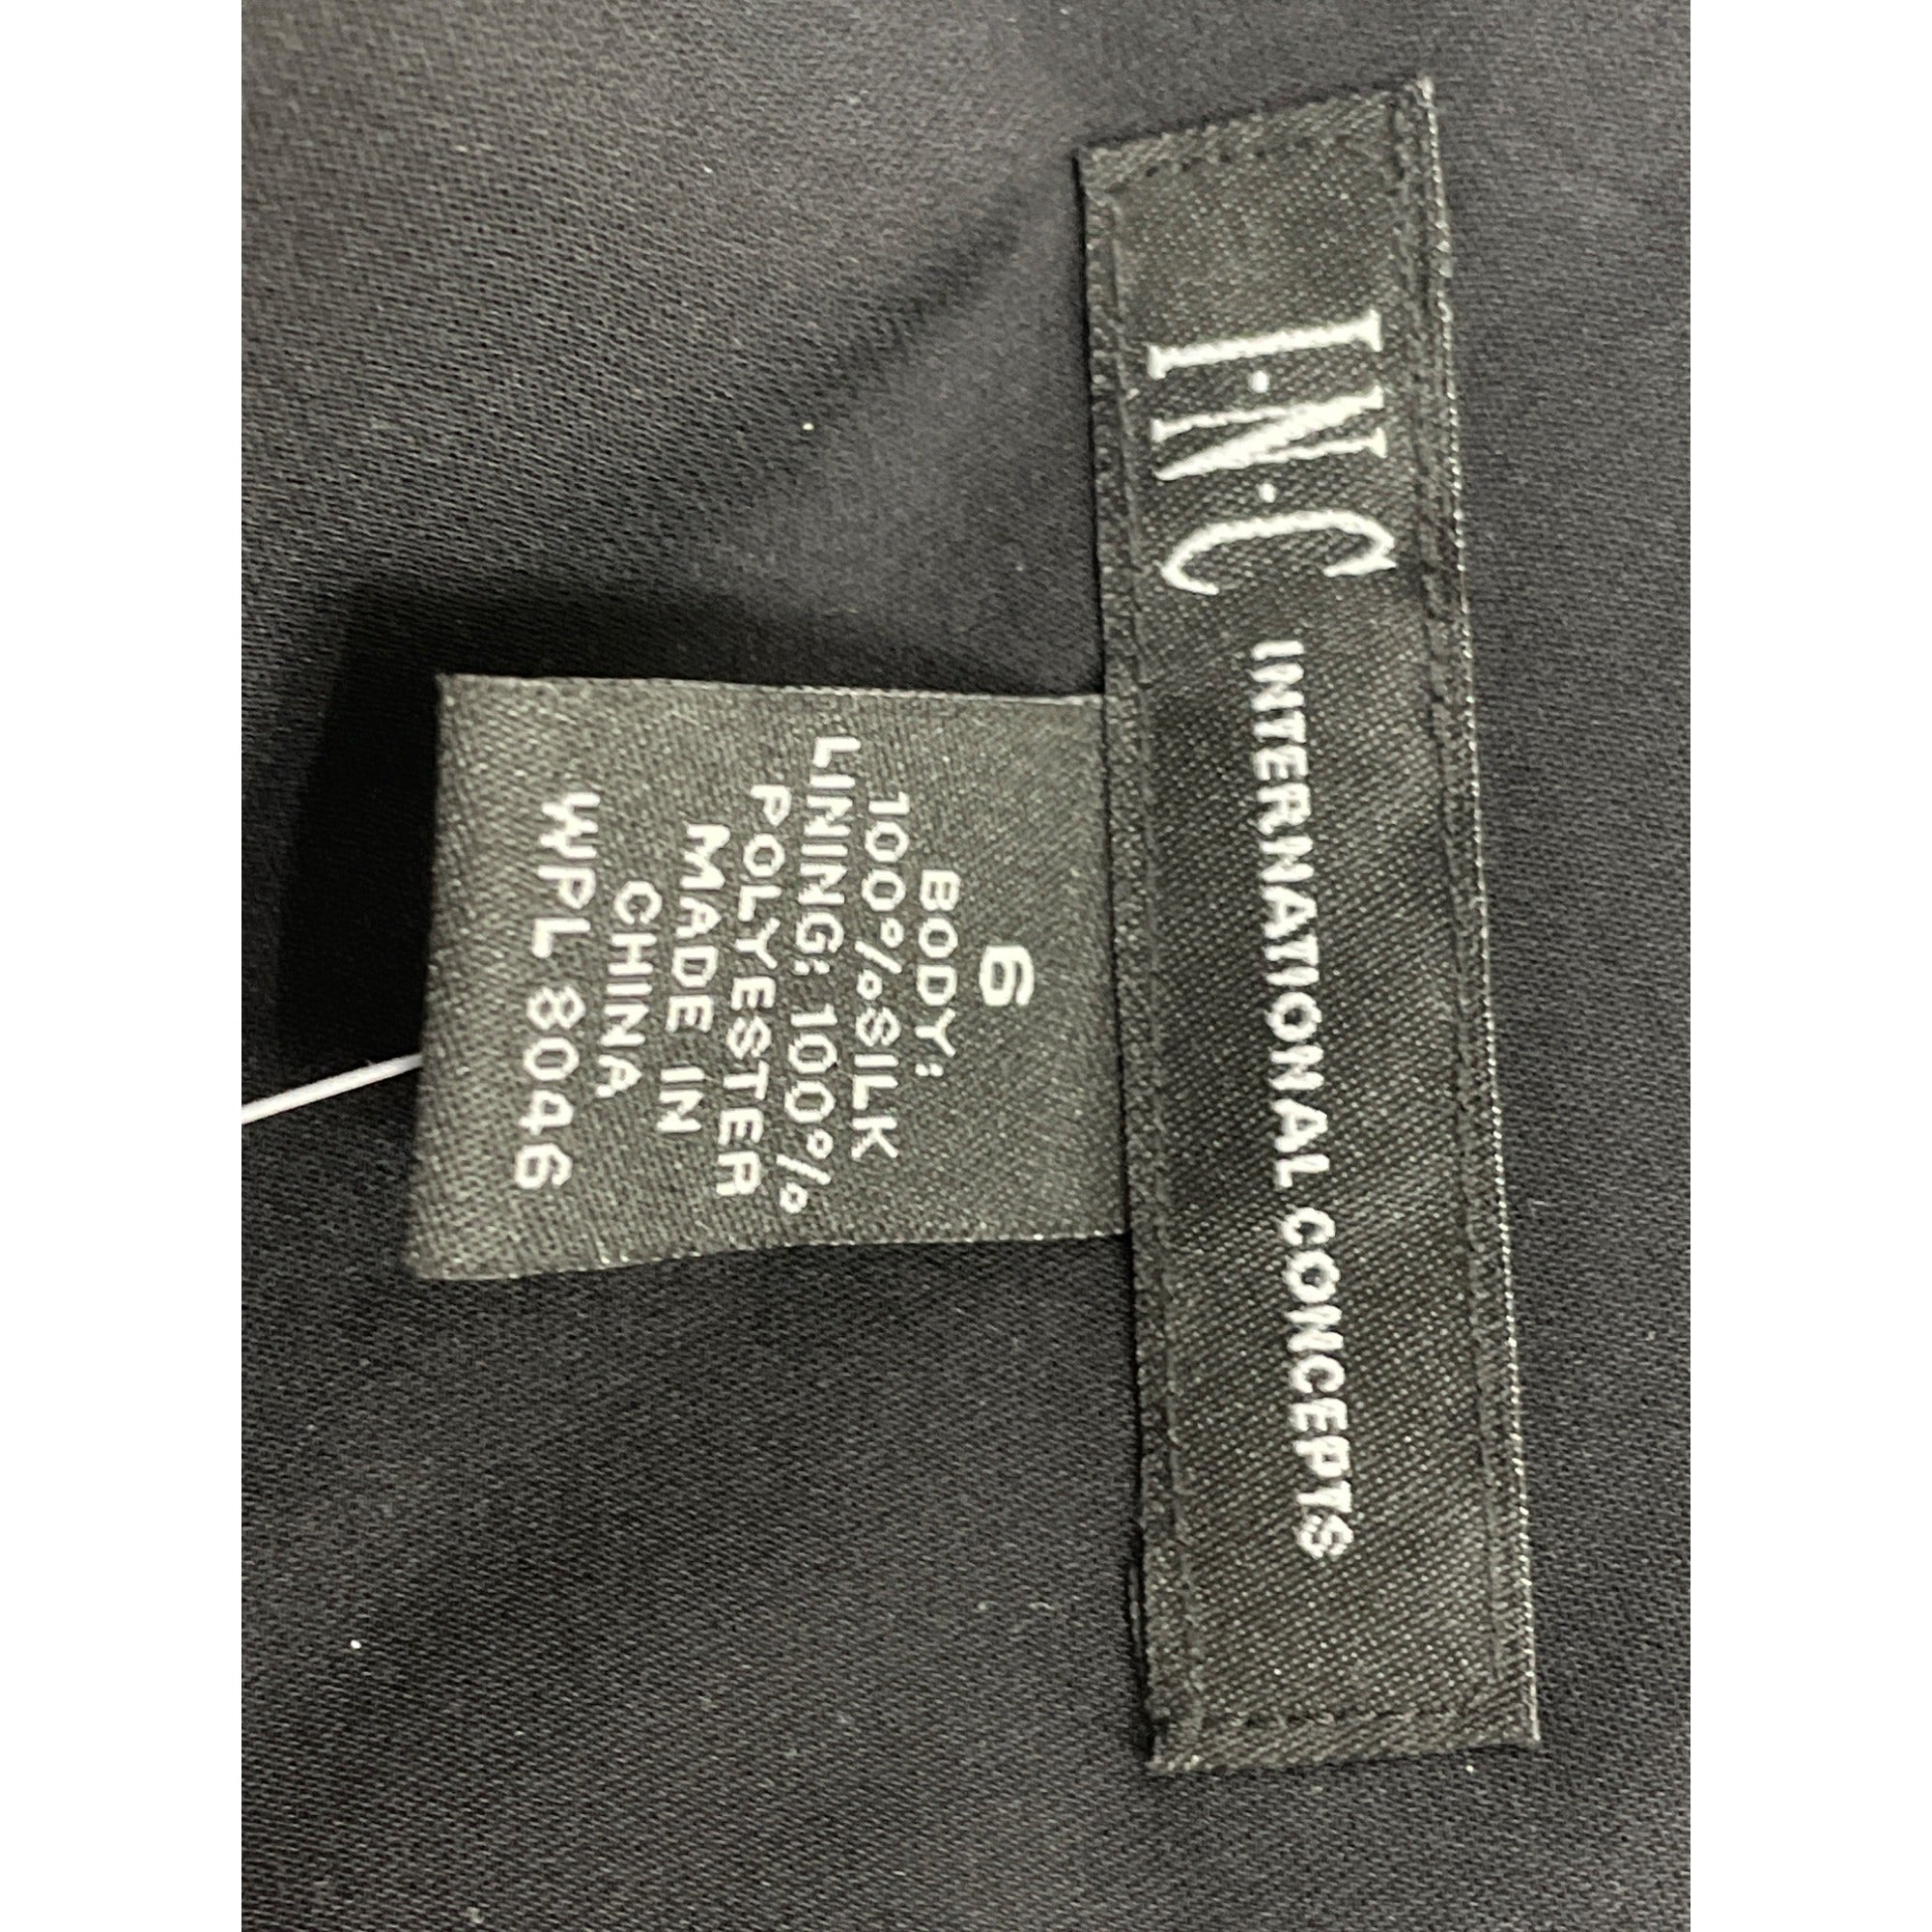 I·N·C INTERNATIONAL CONCEPTS
6
BODY:
100%SILK
LINING: 100%
POLYESTER
MADE IN
CHINA
WPL 8046